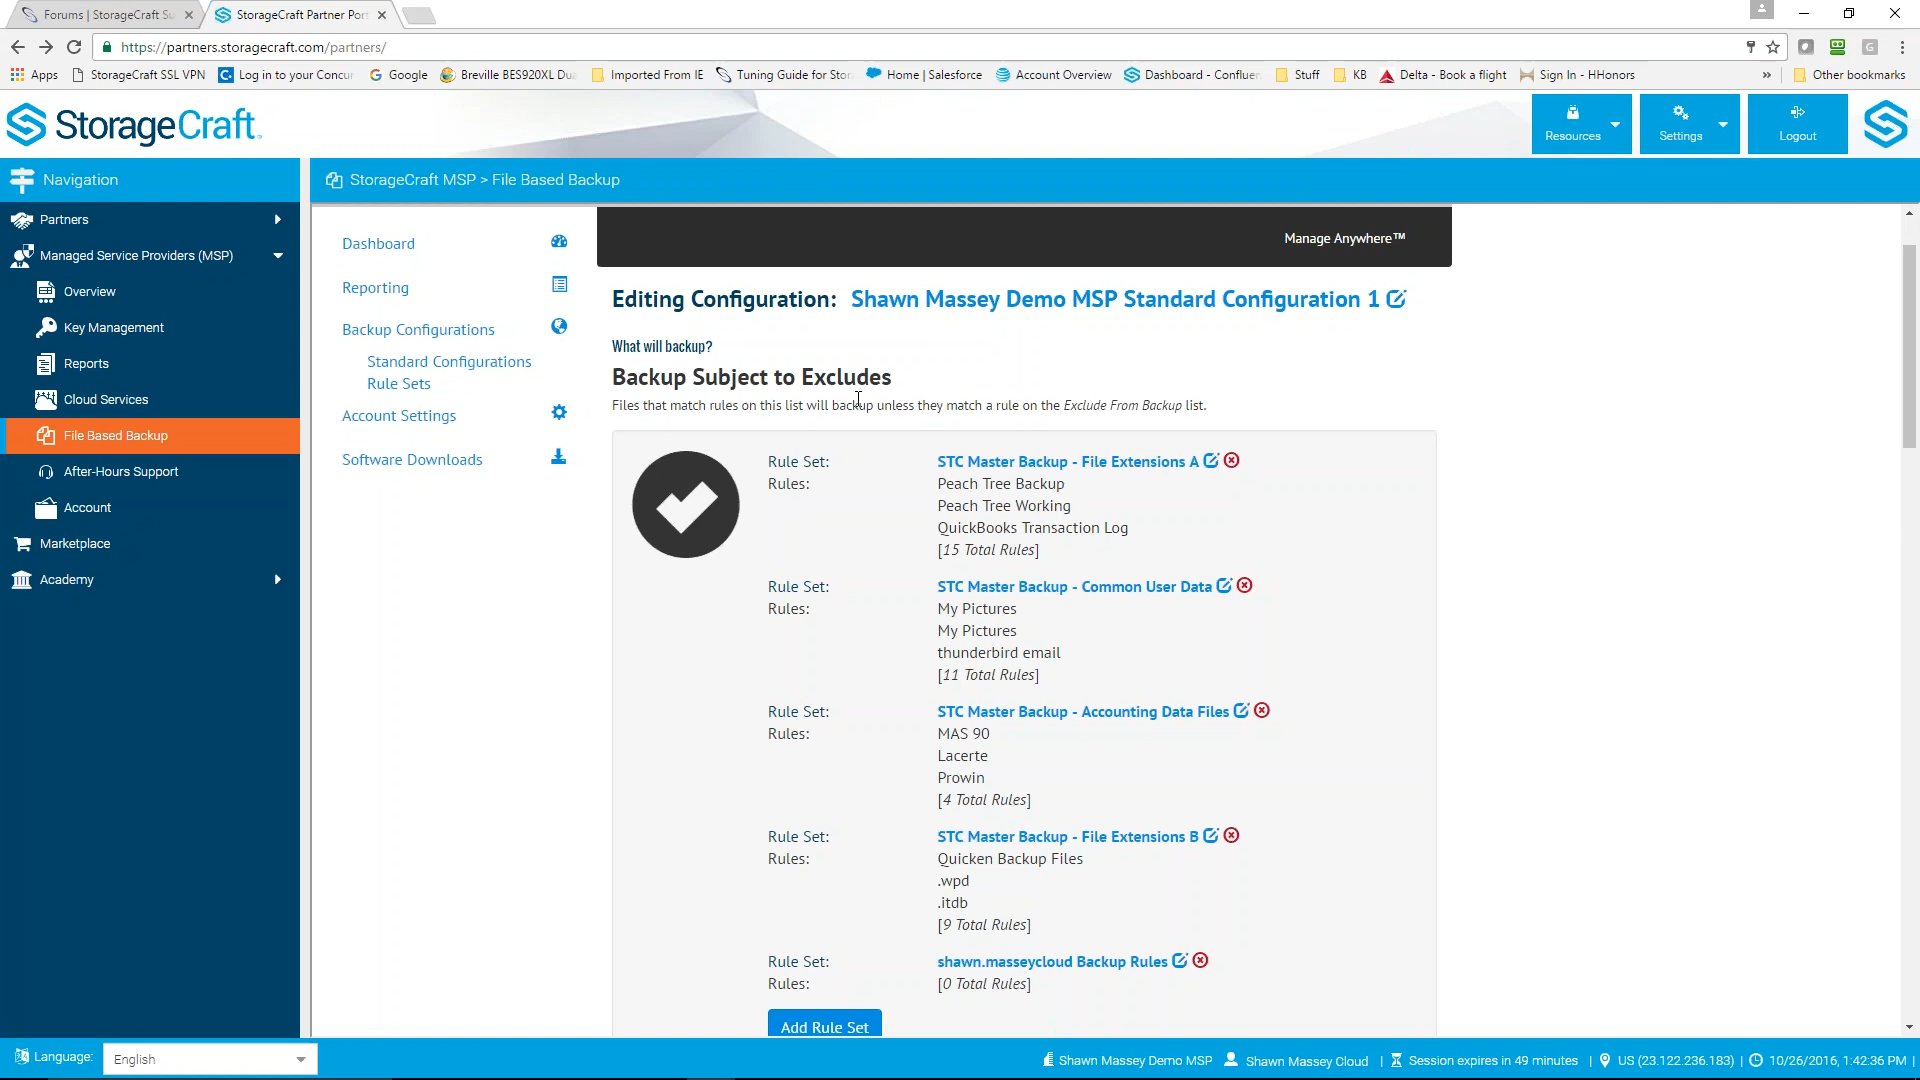 Forums | StorageCraft Su
StorageCraft Partner Por
https://partners.storagecraft.com/partners/
Apps
StorageCraft SSL VPN
Log in to your Concur
Google
Breville BES920XL Dua
Imported From IE
Tuning Guide for Stor
Home | Salesforce
Account Overview
Dashboard - Confluen
Stuff
KB
Delta - Book a flight
Sign In - HHonors
»
Other bookmarks
StorageCraft
Resources
Settings
Logout
Navigation
StorageCraft MSP > File Based Backup
Partners
Managed Service Providers (MSP)
Overview
Key Management
Reports
Cloud Services
File Based Backup
After-Hours Support
Account
Marketplace
Academy
Dashboard
Reporting
Backup Configurations
Standard Configurations
Rule Sets
Account Settings
Software Downloads
Manage Anywhere™
Editing Configuration: Shawn Massey Demo MSP Standard Configuration 1
What will backup?
Backup Subject to Excludes
Files that match rules on this list will backup unless they match a rule on the Exclude From Backup list.
Rule Set: STC Master Backup - File Extensions A
Rules: Peach Tree Backup
Peach Tree Working
QuickBooks Transaction Log
[15 Total Rules]
Rule Set: STC Master Backup - Common User Data
Rules: My Pictures
My Pictures
thunderbird email
[11 Total Rules]
Rule Set: STC Master Backup - Accounting Data Files
Rules: MAS 90
Lacerte
Prowin
[4 Total Rules]
Rule Set: STC Master Backup - File Extensions B
Rules: Quicken Backup Files
.wpd
.itdb
[9 Total Rules]
Rule Set: shawn.masseycloud Backup Rules
Rules: [0 Total Rules]
Add Rule Set
Language: English
Shawn Massey Demo MSP
Shawn Massey Cloud
| Session expires in 49 minutes
| US (23.122.236.183)
| 10/26/2016, 1:42:36 PM |